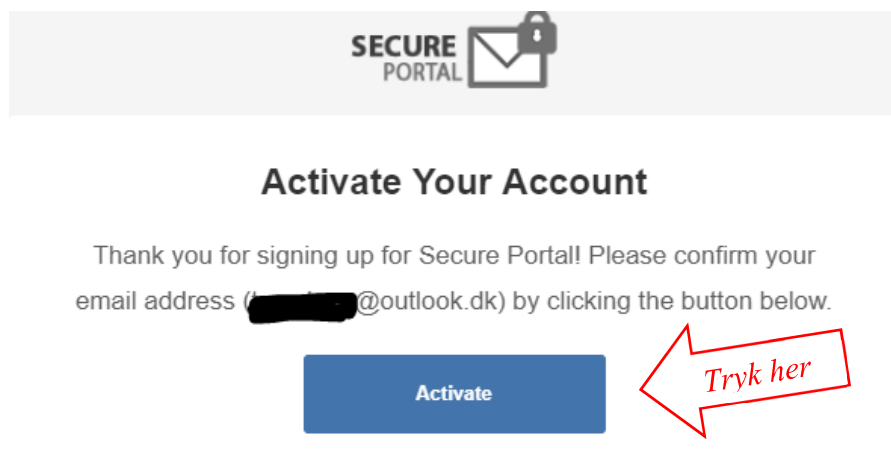 SECURE
PORTAL
Activate Your Account
Thank you for signing up for Secure Portal! Please confirm your
email address (@outlook.dk) by clicking the button below.
Activate
Tryk her